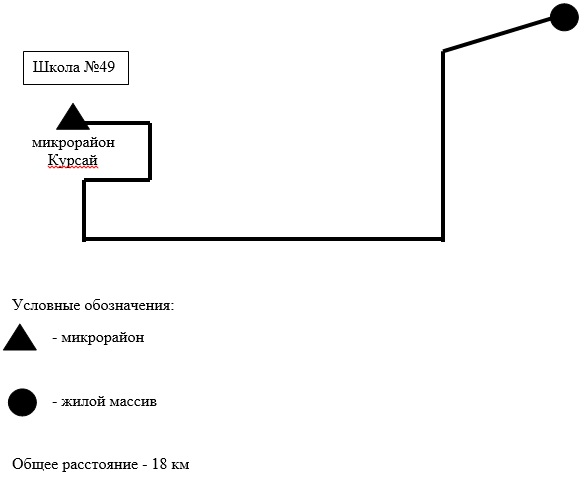 Школа №49
микрорайон
Курсай
Условные обозначения:
- микрорайон
- жилой массив
Общее расстояние - 18 км